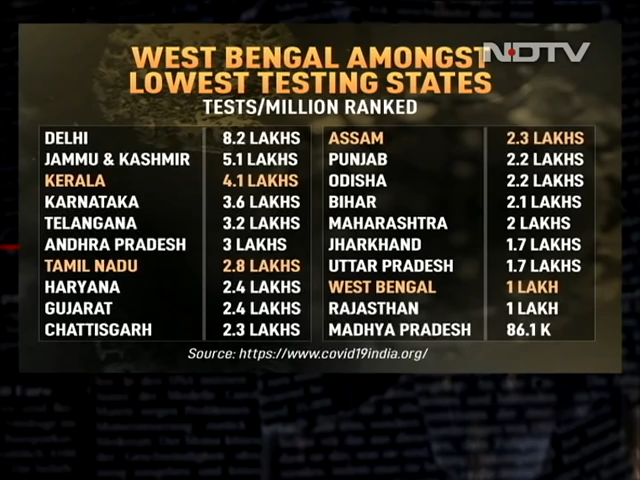 WEST BENGAL AMONGST
NDTV
LOWEST TESTING STATES
TESTS/MILLION RANKED
DELHI 8.2 LAKHS
JAMMU & KASHMIR 5.1 LAKHS
KERALA 4.1 LAKHS
KARNATAKA 3.6 LAKHS
TELANGANA 3.2 LAKHS
ANDHRA PRADESH 3 LAKHS
TAMIL NADU 2.8 LAKHS
HARYANA 2.4 LAKHS
GUJARAT 2.4 LAKHS
CHATTISGARH 2.3 LAKHS
ASSAM 2.3 LAKHS
PUNJAB 2.2 LAKHS
ODISHA 2.2 LAKHS
BIHAR 2.1 LAKHS
MAHARASHTRA 2 LAKHS
JHARKHAND 1.7 LAKHS
UTTAR PRADESH 1.7 LAKHS
WEST BENGAL 1 LAKH
RAJASTHAN 1 LAKH
MADHYA PRADESH 86.1 K
Source: https://www.covid19india.org/